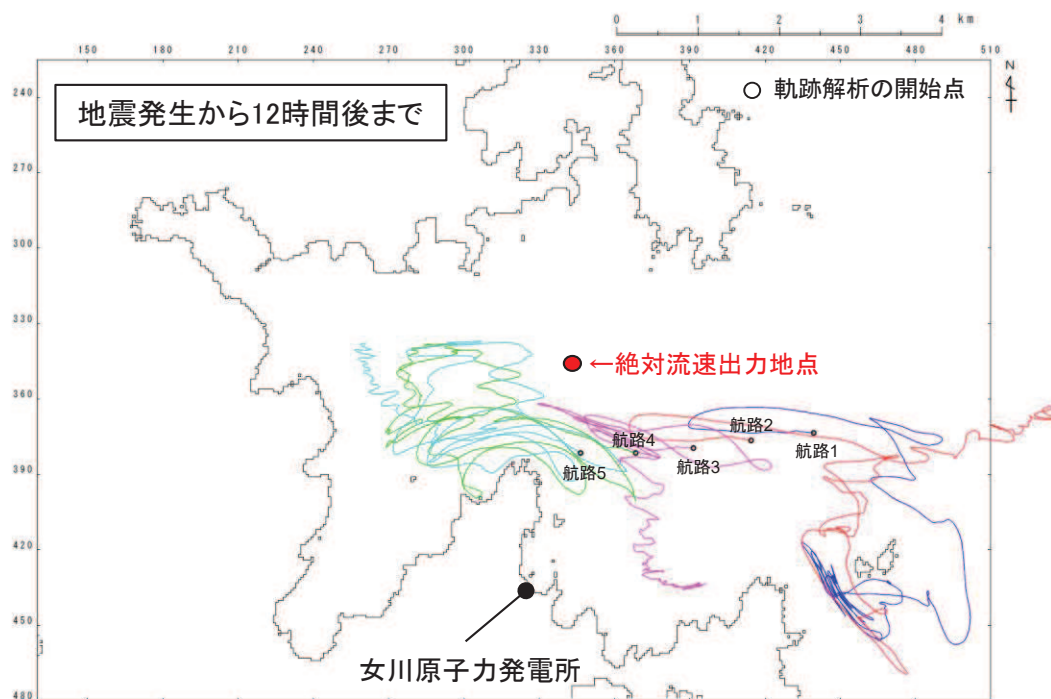 0 1 2 3 4 km
150 180 210 240 270 300 330 360 390 420 450 480 510
N
240
270
300
330
360
390
420
450
480
地震発生から12時間後まで
軌跡解析の開始点
←絶対流速出力地点
航路4
航路2
航路1
航路5
航路3
女川原子力発電所